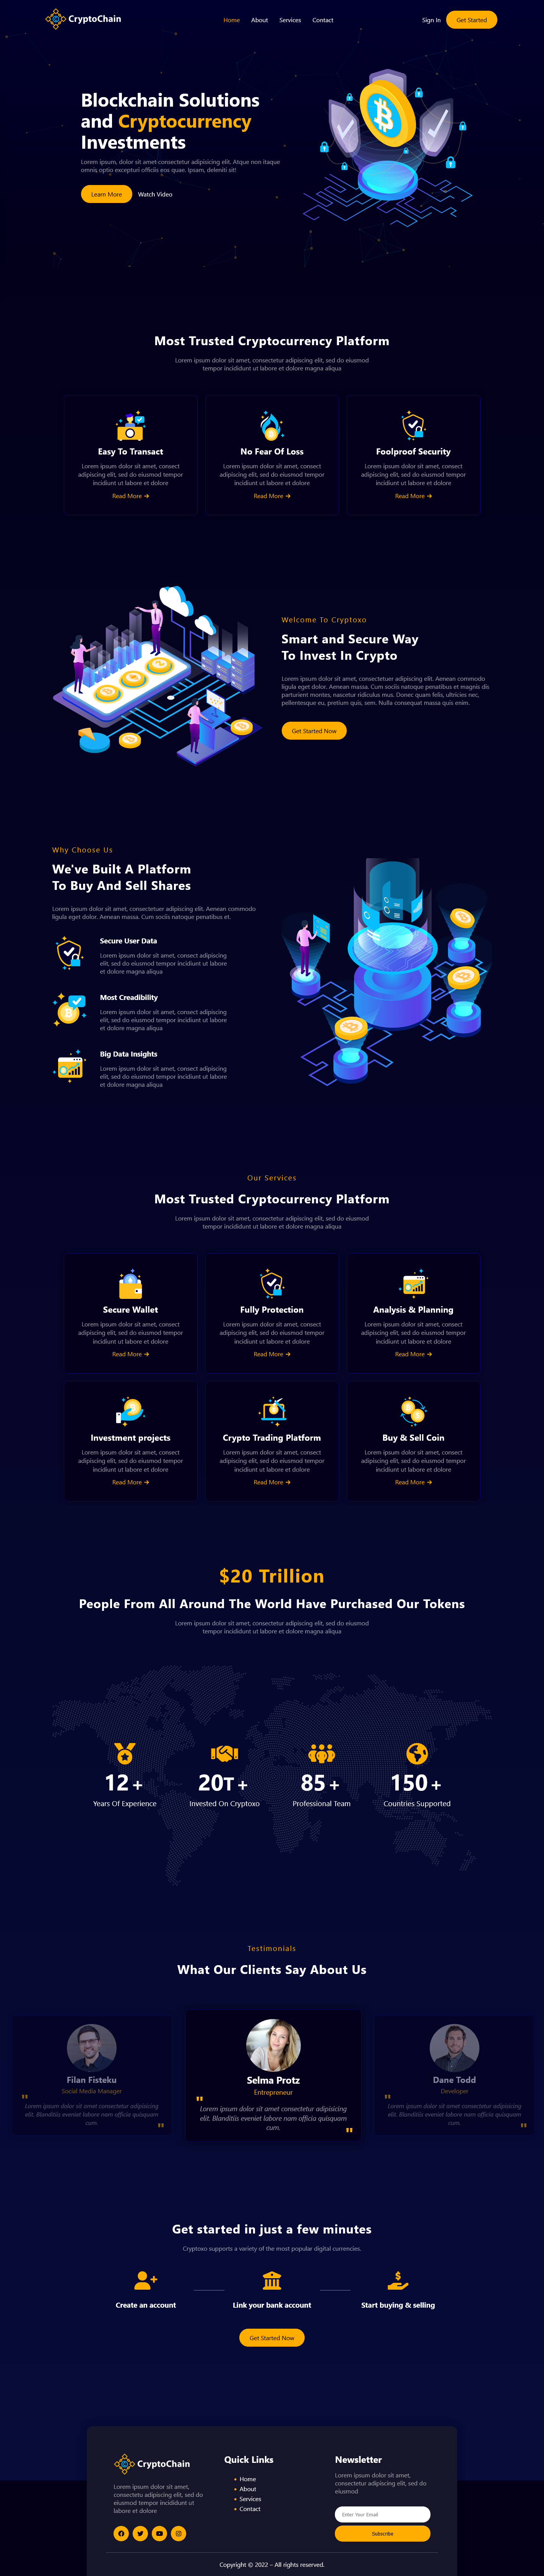 CryptoChain
Home
About
Services
Contact
Sign In
Get Started
Blockchain Solutions
and Cryptocurrency
Investments
Lorem ipsum, dolor sit amet consectetur adipisicing elit. Atque non itaque
omnis optio excepturi officiis eos quae. Ipsam, deleniti sit!
Learn More
Watch Video
Most Trusted Cryptocurrency Platform
Lorem ipsum dolor sit amet, consectetur adipiscing elit, sed do eiusmod
tempor incididunt ut labore et dolore magna aliqua
Easy To Transact
Lorem ipsum dolor sit amet, consect
adipiscing elit, sed do eiusmod tempor
incidiunt ut labore et dolore
Read More
No Fear Of Loss
Lorem ipsum dolor sit amet, consect
adipiscing elit, sed do eiusmod tempor
incidiunt ut labore et dolore
Read More
Foolproof Security
Lorem ipsum dolor sit amet, consect
adipiscing elit, sed do eiusmod tempor
incidiunt ut labore et dolore
Read More
Welcome To Cryptoxo
Smart and Secure Way
To Invest In Crypto
Lorem ipsum dolor sit amet, consectetuer adipiscing elit. Aenean commodo
ligula eget dolor. Aenean massa. Cum sociis natoque penatibus et magnis dis
parturient montes, nascetur ridiculus mus. Donec quam felis, ultricies nec,
pellentesque eu, pretium quis, sem. Nulla consequat massa quis enim.
Get Started Now
Why Choose Us
We've Built A Platform
To Buy And Sell Shares
Lorem ipsum dolor sit amet, consectetuer adipiscing elit. Aenean commodo
ligula eget dolor. Aenean massa. Cum sociis natoque penatibus et.
Secure User Data
Lorem ipsum dolor sit amet, consect adipiscing
elit, sed do eiusmod tempor incidunt ut labore
et dolore magna aliqua
Most Creadibility
Lorem ipsum dolor sit amet, consect adipiscing
elit, sed do eiusmod tempor incidunt ut labore
et dolore magna aliqua
Big Data Insights
Lorem ipsum dolor sit amet, consect adipiscing
elit, sed do eiusmod tempor incidunt ut labore
et dolore magna aliqua
Our Services
Most Trusted Cryptocurrency Platform
Lorem ipsum dolor sit amet, consectetur adipiscing elit, sed do eiusmod
tempor incididunt ut labore et dolore magna aliqua
Secure Wallet
Lorem ipsum dolor sit amet, consect
adipiscing elit, sed do eiusmod tempor
incidiunt ut labore et dolore
Read More
Fully Protection
Lorem ipsum dolor sit amet, consect
adipiscing elit, sed do eiusmod tempor
incidiunt ut labore et dolore
Read More
Analysis & Planning
Lorem ipsum dolor sit amet, consect
adipiscing elit, sed do eiusmod tempor
incidiunt ut labore et dolore
Read More
Investment projects
Lorem ipsum dolor sit amet, consect
adipiscing elit, sed do eiusmod tempor
incidiunt ut labore et dolore
Read More
Crypto Trading Platform
Lorem ipsum dolor sit amet, consect
adipiscing elit, sed do eiusmod tempor
incidiunt ut labore et dolore
Read More
Buy & Sell Coin
Lorem ipsum dolor sit amet, consect
adipiscing elit, sed do eiusmod tempor
incidiunt ut labore et dolore
Read More
$20 Trillion
People From All Around The World Have Purchased Our Tokens
Lorem ipsum dolor sit amet, consectetur adipiscing elit, sed do eiusmod
tempor incididunt ut labore et dolore magna aliqua
12+
Years Of Experience
20T+
Invested On Cryptoxo
85+
Professional Team
150+
Countries Supported
Testimonials
What Our Clients Say About Us
Filan Fisteku
Social Media Manager
"
Lorem ipsum dolor sit amet consectetur adipisicing
elit. Blanditiis eveniet labore nam officia quisquam
cum.
"
Selma Protz
Entrepreneur
"
Lorem ipsum dolor sit amet consectetur adipisicing
elit. Blanditiis eveniet labore nam officia quisquam
cum.
"
Dane Todd
Developer
"
Lorem ipsum dolor sit amet consectetur adipisicing
elit. Blanditiis eveniet labore nam officia quisquam
cum.
"
Get started in just a few minutes
Cryptoxo supports a variety of the most popular digital currencies.
Create an account
Link your bank account
Start buying & selling
Get Started Now
CryptoChain
Lorem ipsum dolor sit amet,
consectetu adipiscing elit, sed do
eiusmod tempor incididunt ut
labore et dolore
Quick Links
Home
About
Services
Contact
Newsletter
Lorem ipsum dolor sit amet,
consectetur adipiscing elit, sed do
eiusmod
Enter Your Email
Subscribe
Copyright © 2022 – All rights reserved.